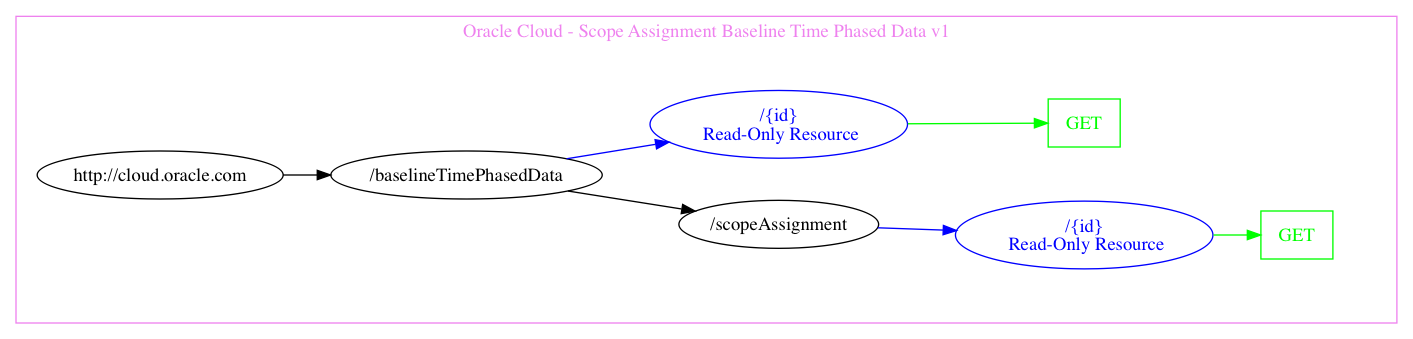 Oracle Cloud - Scope Assignment Baseline Time Phased Data v1
http://cloud.oracle.com
/baselineTimePhasedData
/{id}
Read-Only Resource
GET
/scopeAssignment
/{id}
Read-Only Resource
GET